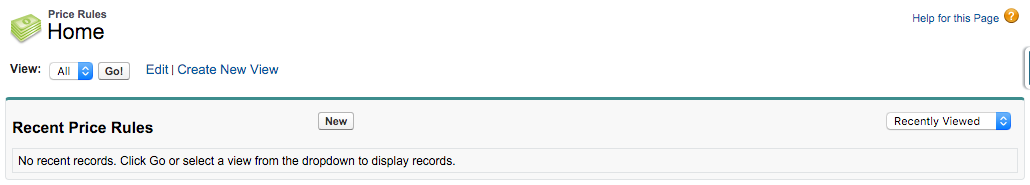 Price Rules
Home
Help for this Page ?
View: All Go! Edit | Create New View
Recent Price Rules New Recently Viewed
No recent records. Click Go or select a view from the dropdown to display records.